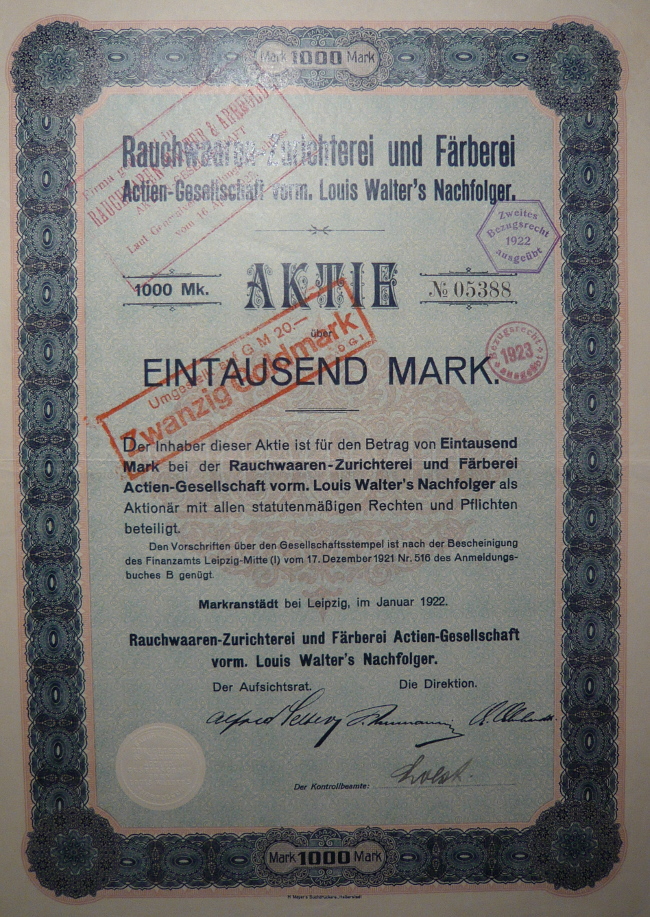 Mark 1000 Mark
Rauchwaaren-Zurichterei und Färberei
Actien-Gesellschaft vorm. Louis Walter's Nachfolger.
Zweites
Bezugsrecht
1922
ausgeübt
1000 Mk.
AKTIE
№ 05388
über
Bezugsrecht
1923
ausgeübt
Zwanzig Goldmark
EINTAUSEND MARK.
Der Inhaber dieser Aktie ist für den Betrag von Eintausend
Mark bei der Rauchwaaren-Zurichterei und Färberei
Actien-Gesellschaft vorm. Louis Walter's Nachfolger als
Aktionär mit allen statutenmäßigen Rechten und Pflichten
beteiligt.
Den Vorschriften über den Gesellschaftsstempel ist nach der Bescheinigung
des Finanzamts Leipzig-Mitte (I) vom 17. Dezember 1921 Nr. 516 des Anmeldungs-
buches B genügt.
Markranstädt bei Leipzig, im Januar 1922.
Rauchwaaren-Zurichterei und Färberei Actien-Gesellschaft
vorm. Louis Walter's Nachfolger.
Der Aufsichtsrat. Die Direktion.
Der Kontrollbeamte:
Mark 1000 Mark